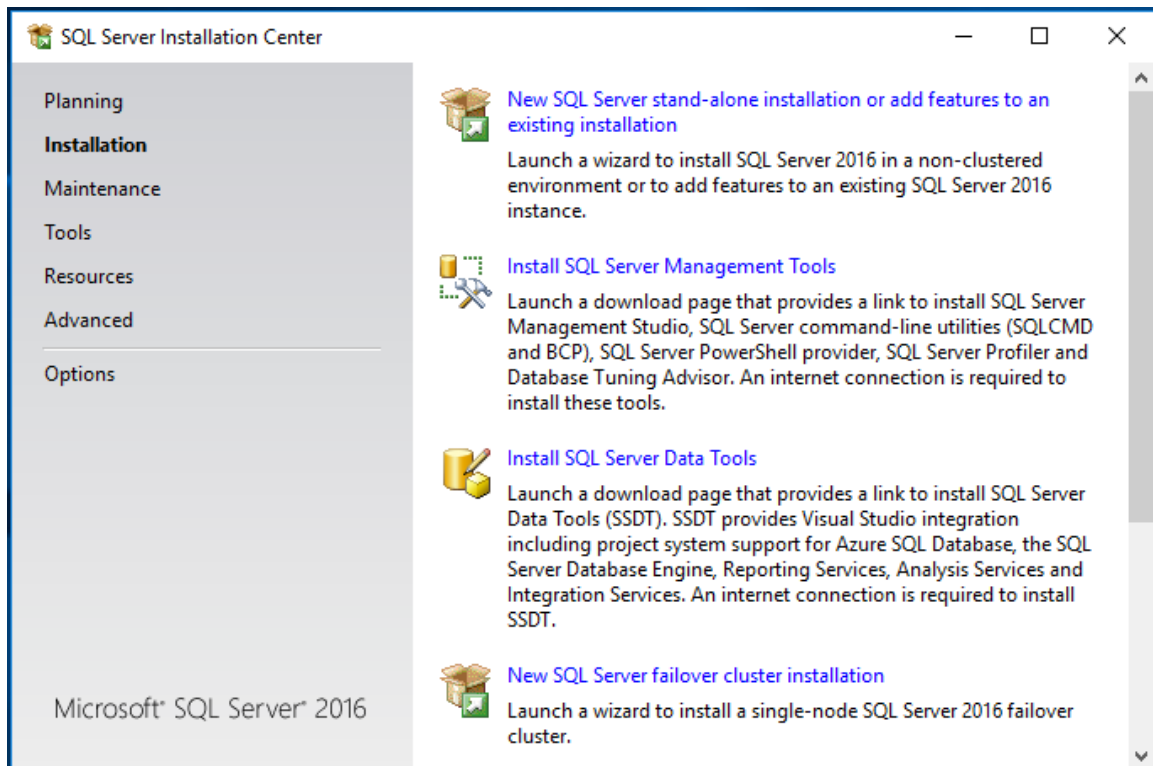 SQL Server Installation Center
Planning
Installation
Maintenance
Tools
Resources
Advanced
Options
Microsoft® SQL Server® 2016
New SQL Server stand-alone installation or add features to an
existing installation
Launch a wizard to install SQL Server 2016 in a non-clustered
environment or to add features to an existing SQL Server 2016
instance.
Install SQL Server Management Tools
Launch a download page that provides a link to install SQL Server
Management Studio, SQL Server command-line utilities (SQLCMD
and BCP), SQL Server PowerShell provider, SQL Server Profiler and
Database Tuning Advisor. An internet connection is required to
install these tools.
Install SQL Server Data Tools
Launch a download page that provides a link to install SQL Server
Data Tools (SSDT). SSDT provides Visual Studio integration
including project system support for Azure SQL Database, the SQL
Server Database Engine, Reporting Services, Analysis Services and
Integration Services. An internet connection is required to install
SSDT.
New SQL Server failover cluster installation
Launch a wizard to install a single-node SQL Server 2016 failover
cluster.